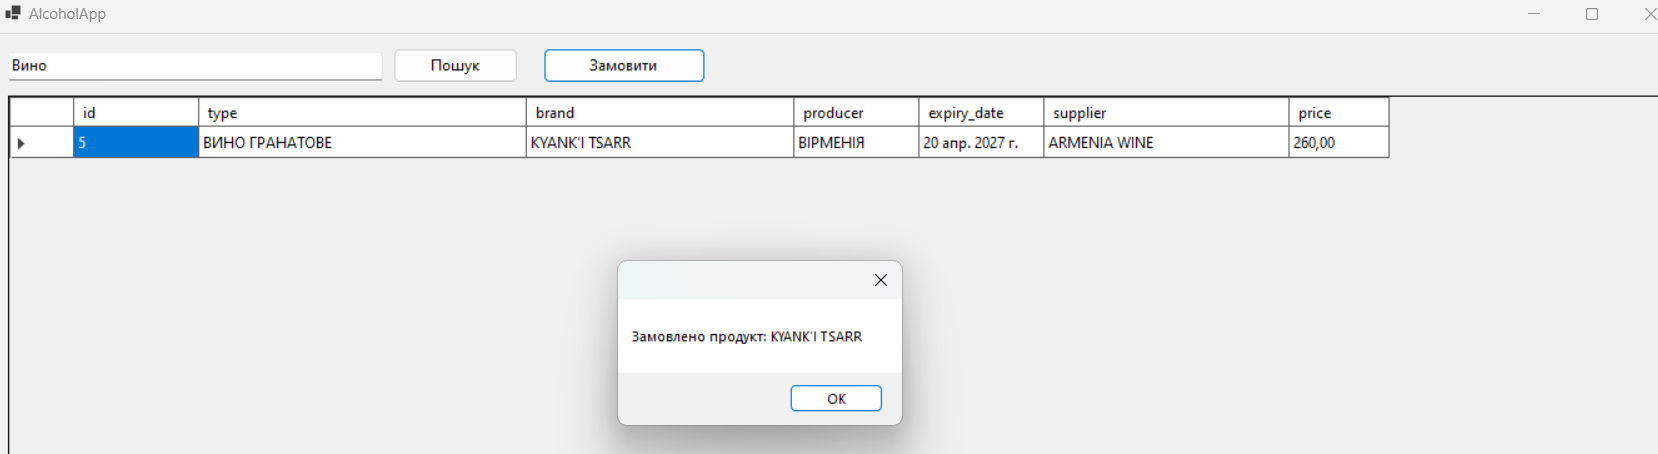 AlcoholApp
Вино Пошук Замовити
id type brand producer expiry_date supplier price
5 ВИНО ГРАНАТОВЕ KYANK'I TSARR ВІРМЕНІЯ 20 апр. 2027 г. ARMENIA WINE 260,00
Замовлено продукт: KYANK'I TSARR
OK